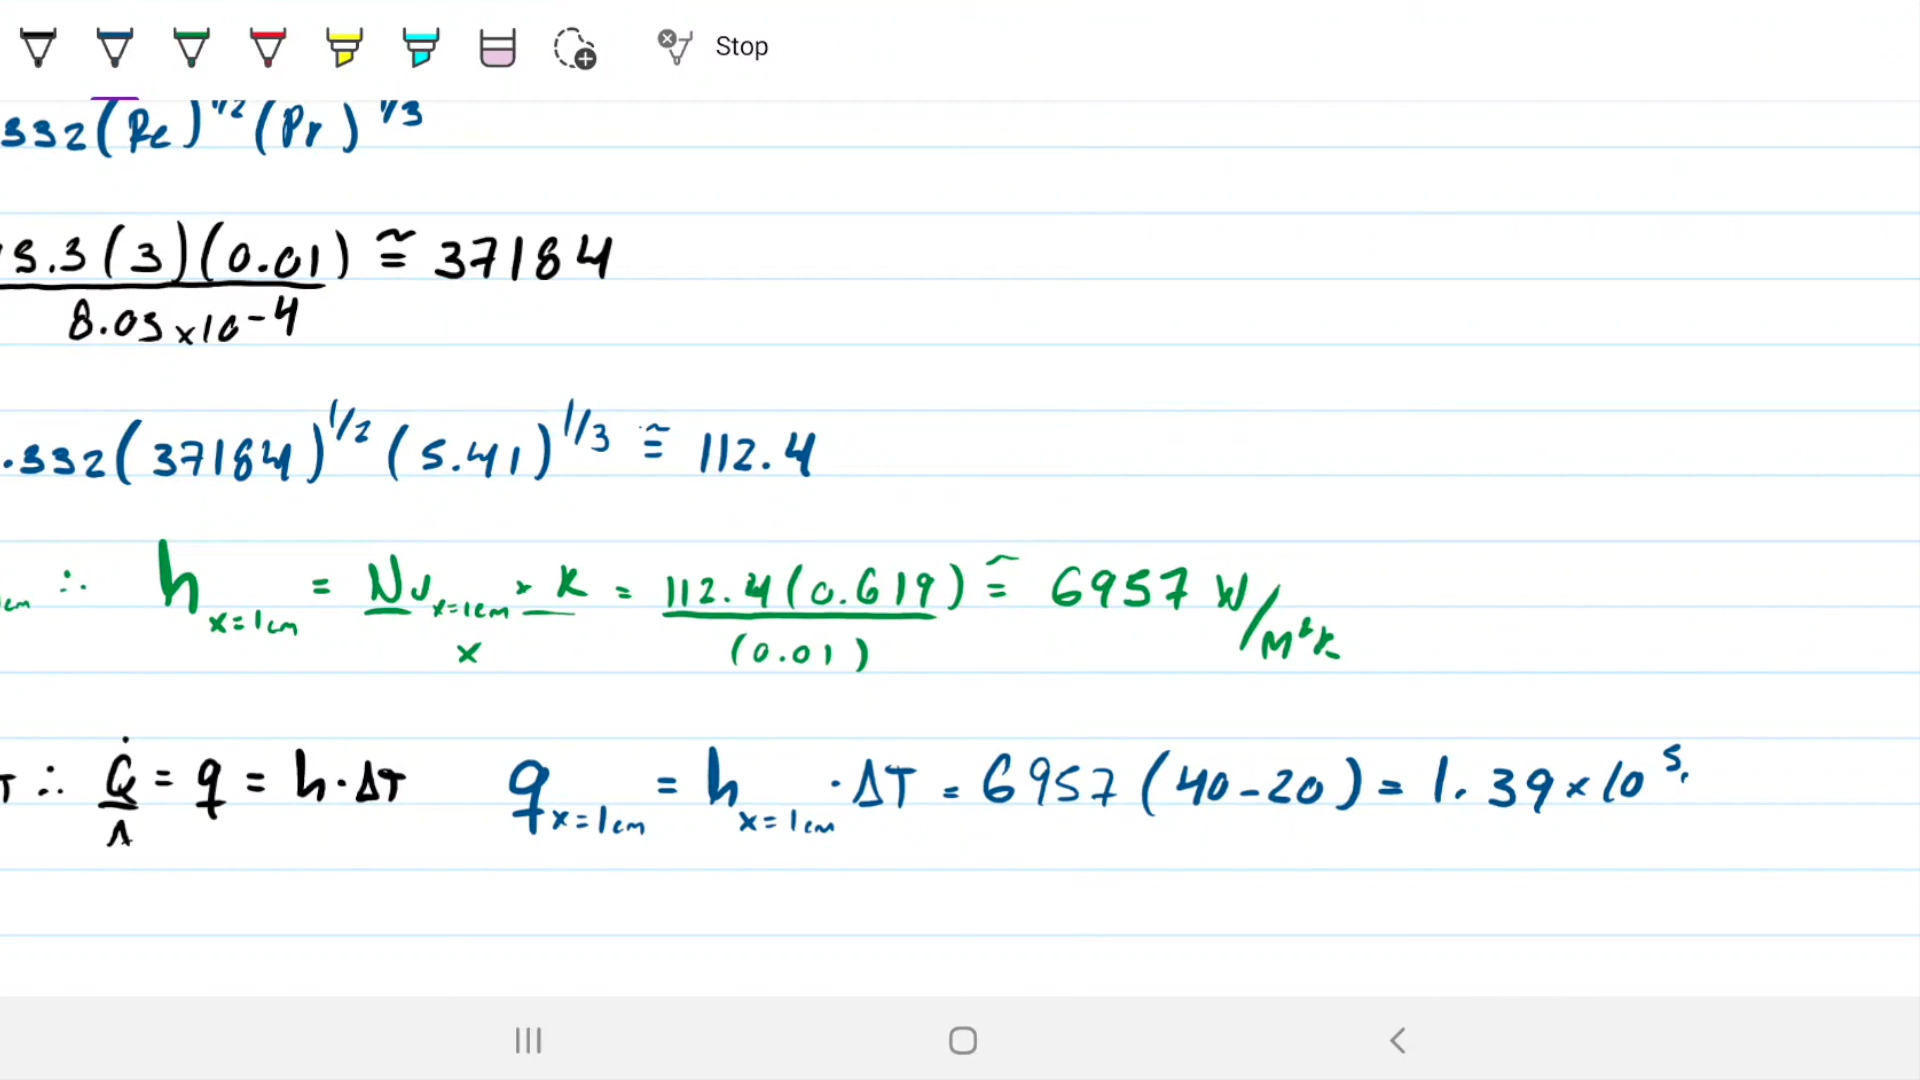 Stop
332(Re)^1/2 (Pr)^1/3
5.3(3)(0.01) ≅ 37184
8.03×10-4
.332(37184)^1/2 (5.41)^1/3 ≅ 112.4
cm ∴ h x=1cm = Nu x=1cm × k = 112.4(0.619) ≅ 6957 W/m²k
x (0.01)
T ∴ Q̇ = q = h·ΔT q x=1cm = h x=1cm ·ΔT = 6957(40-20) = 1.39×10^5
A